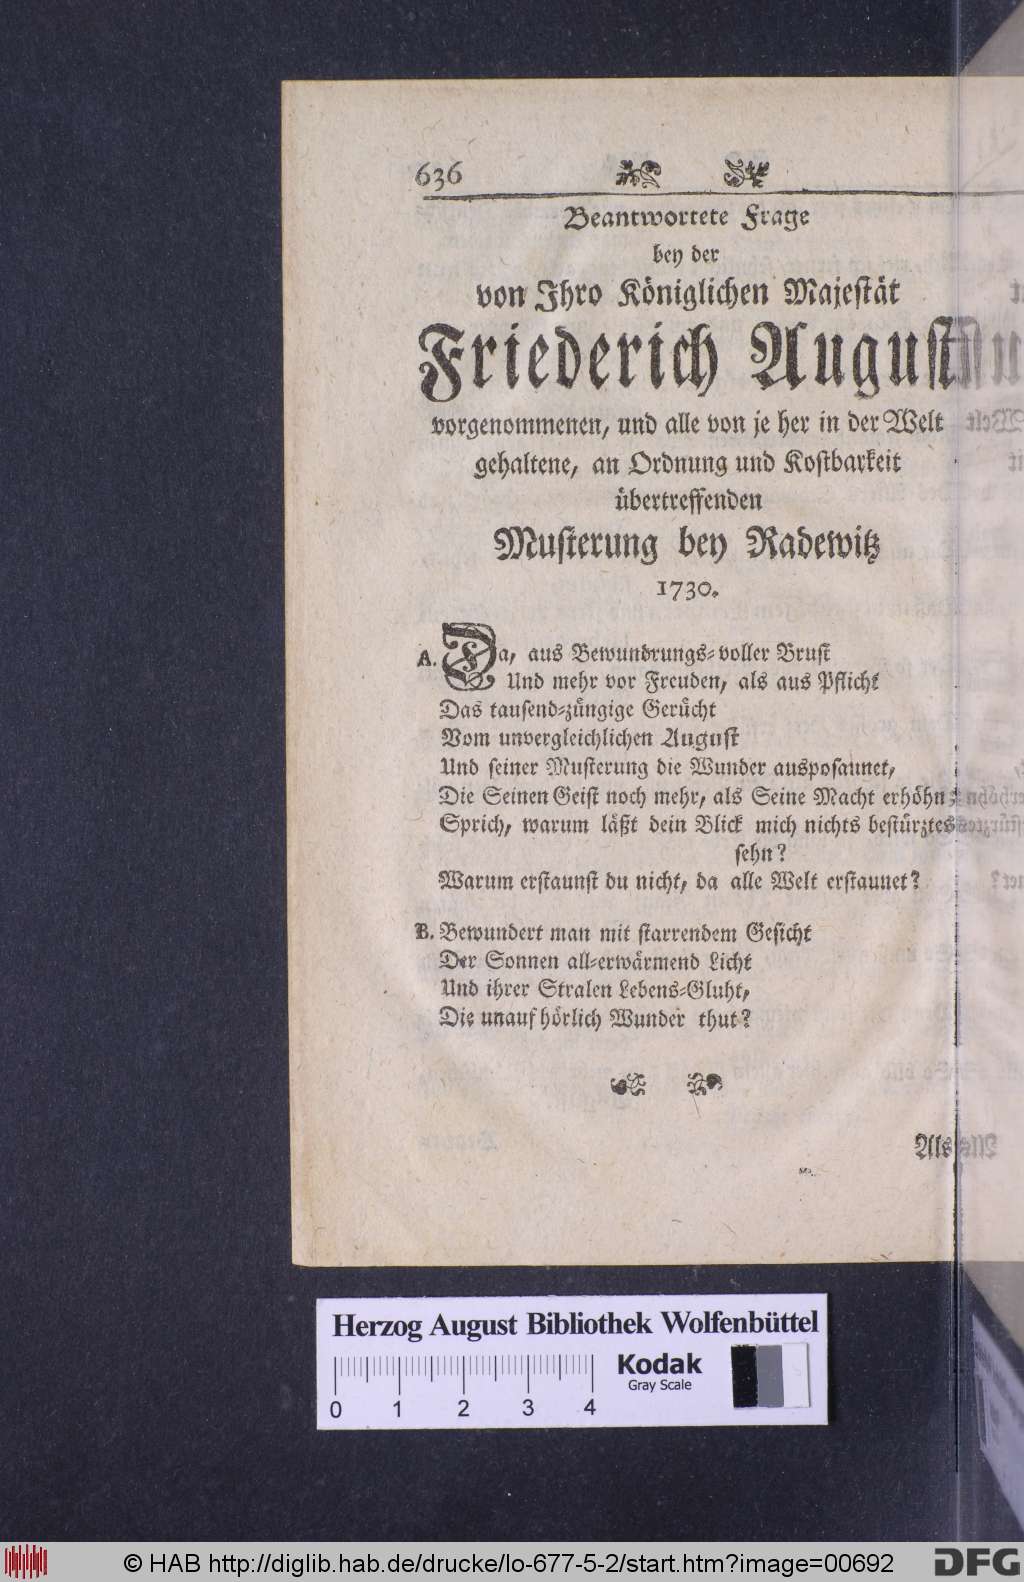 636
Beantwortete Frage
bey der
von Ihro Königlichen Majestät
Friederich August
vorgenommenen, und alle von je her in der Welt
gehaltene, an Ordnung und Kostbarkeit
übertreffenden
Musterung bey Radewitz
1730.
A. Da, aus Bewundrungs-voller Brust
Und mehr vor Freuden, als aus Pflicht
Das tausend-züngige Gerücht
Vom unvergleichlichen August
Und seiner Musterung die Wunder ausposaunet,
Die Seinen Geist noch mehr, als Seine Macht erhöhn;
Sprich, warum läßt dein Blick mich nichts bestürztes
sehn?
Warum erstaunst du nicht, da alle Welt erstaunet?
B. Bewundert man mit starrendem Gesicht
Der Sonnen all-erwärmend Licht
Und ihrer Stralen Lebens-Gluht,
Die unaufhörlich Wunder thut?
Als
Herzog August Bibliothek Wolfenbüttel
Kodak
Gray Scale
0 1 2 3 4
© HAB http://diglib.hab.de/drucke/lo-677-5-2/start.htm?image=00692
DFG